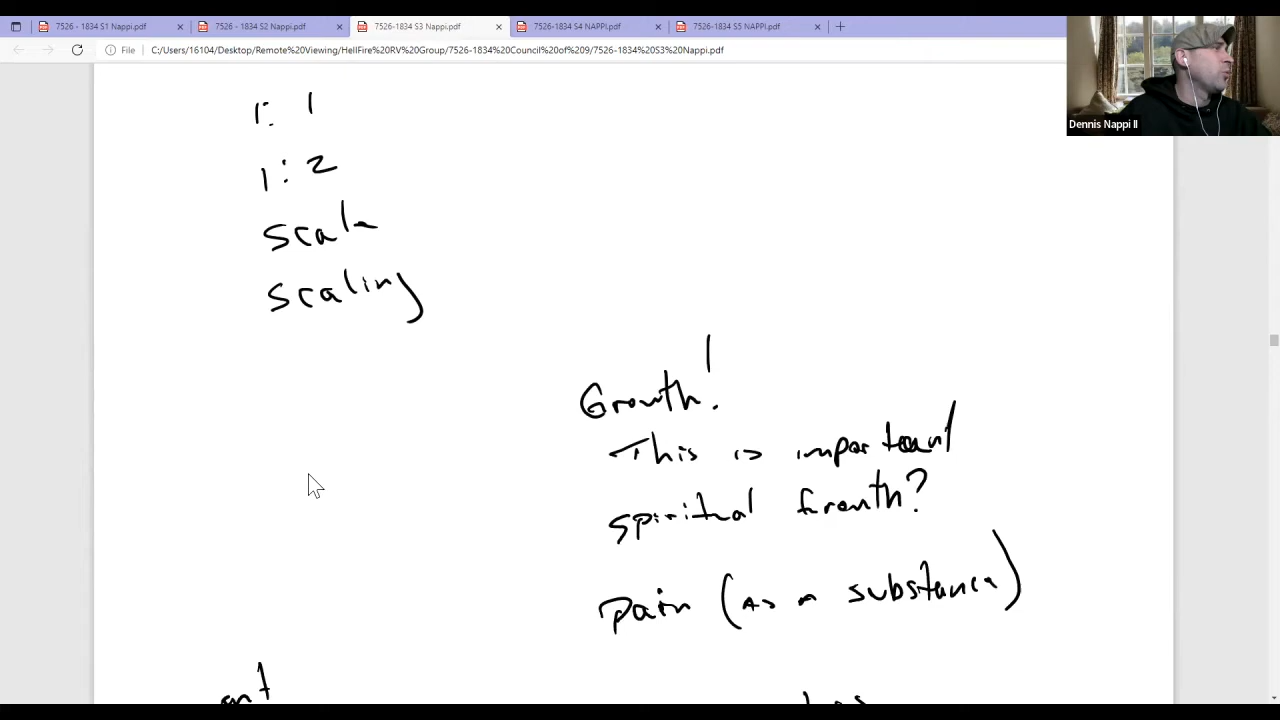 7526 - 1834 S1 Nappi.pdf
7526 - 1834 S2 Nappi.pdf
7526-1834 S3 Nappi.pdf
7526-1834 S4 NAPPI.pdf
7526-1834 S5 NAPPI.pdf
File C:/Users/16104/Desktop/Remote%20Viewing/HellFire%20RV%20Group/7526-1834%20Council%20of%209/7526-1834%20S3%20Nappi.pdf
Dennis Nappi II
1: 1
1:2
scale
scaling
Growth!
This is important
spiritual Growth?
pain (as a substance)